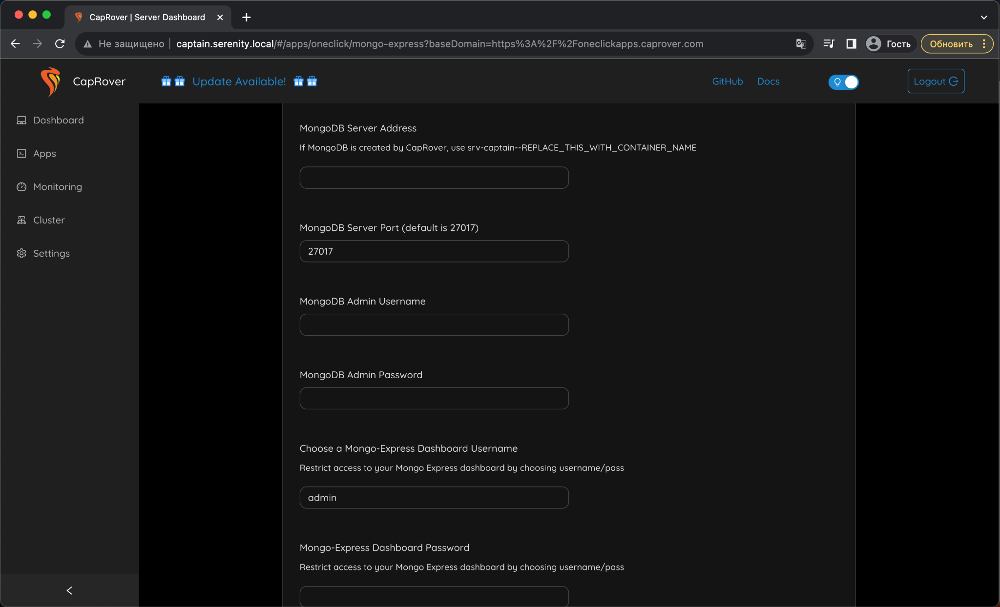 CapRover | Server Dashboard
Не защищено captain.serenity.local/#/apps/oneclick/mongo-express?baseDomain=https%3A%2F%2Foneclickapps.caprover.com Гость Обновить
CapRover Update Available! GitHub Docs Logout
Dashboard
Apps
Monitoring
Cluster
Settings
MongoDB Server Address
If MongoDB is created by CapRover, use srv-captain--REPLACE_THIS_WITH_CONTAINER_NAME
MongoDB Server Port (default is 27017)
27017
MongoDB Admin Username
MongoDB Admin Password
Choose a Mongo-Express Dashboard Username
Restrict access to your Mongo Express dashboard by choosing username/pass
admin
Mongo-Express Dashboard Password
Restrict access to your Mongo Express dashboard by choosing username/pass